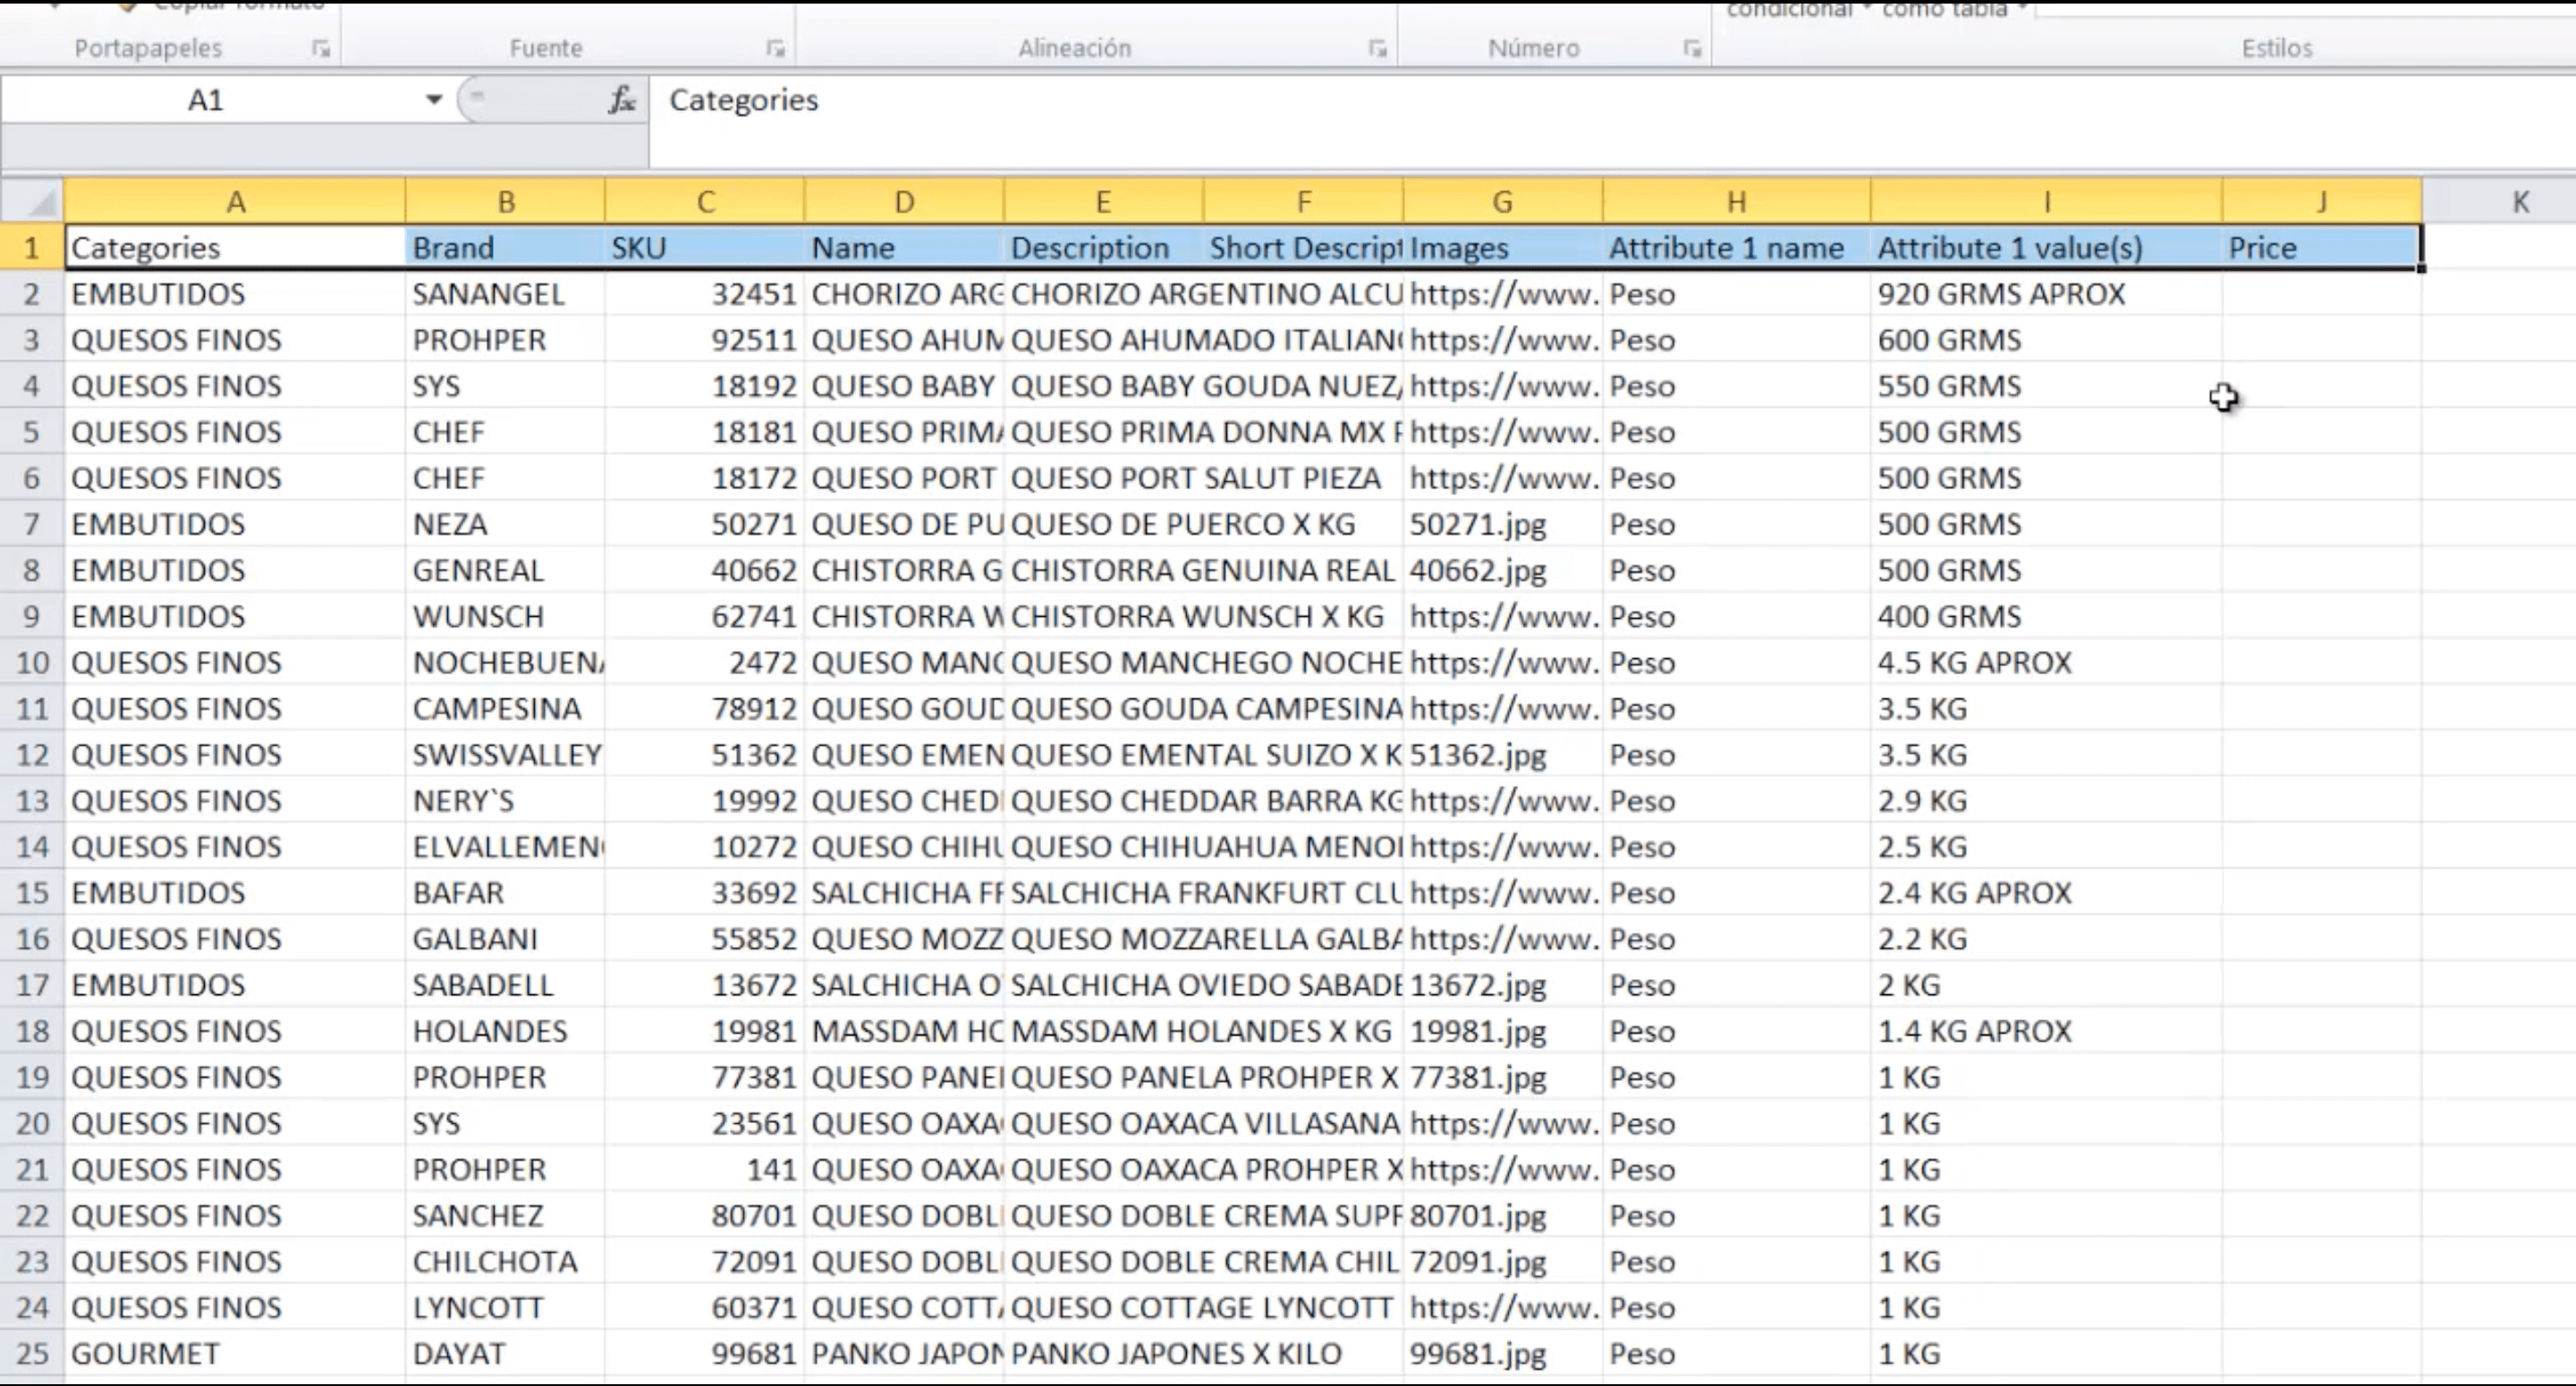 Copiar formato condicional como tabla
Portapapeles Fuente Alineación Número Estilos
A1 fx Categories
A B C D E F G H I J K
1 Categories Brand SKU Name Description Short Descript Images Attribute 1 name Attribute 1 value(s) Price
2 EMBUTIDOS SANANGEL 32451 CHORIZO ARG CHORIZO ARGENTINO ALCU https://www. Peso 920 GRMS APROX
3 QUESOS FINOS PROHPER 92511 QUESO AHUM QUESO AHUMADO ITALIAN https://www. Peso 600 GRMS
4 QUESOS FINOS SYS 18192 QUESO BABY QUESO BABY GOUDA NUEZ/ https://www. Peso 550 GRMS
5 QUESOS FINOS CHEF 18181 QUESO PRIMA QUESO PRIMA DONNA MX https://www. Peso 500 GRMS
6 QUESOS FINOS CHEF 18172 QUESO PORT QUESO PORT SALUT PIEZA https://www. Peso 500 GRMS
7 EMBUTIDOS NEZA 50271 QUESO DE PU QUESO DE PUERCO X KG 50271.jpg Peso 500 GRMS
8 EMBUTIDOS GENREAL 40662 CHISTORRA G CHISTORRA GENUINA REAL 40662.jpg Peso 500 GRMS
9 EMBUTIDOS WUNSCH 62741 CHISTORRA W CHISTORRA WUNSCH X KG https://www. Peso 400 GRMS
10 QUESOS FINOS NOCHEBUENA 2472 QUESO MANC QUESO MANCHEGO NOCHE https://www. Peso 4.5 KG APROX
11 QUESOS FINOS CAMPESINA 78912 QUESO GOUD QUESO GOUDA CAMPESINA https://www. Peso 3.5 KG
12 QUESOS FINOS SWISSVALLEY 51362 QUESO EMEN QUESO EMENTAL SUIZO X K 51362.jpg Peso 3.5 KG
13 QUESOS FINOS NERY`S 19992 QUESO CHED QUESO CHEDDAR BARRA KG https://www. Peso 2.9 KG
14 QUESOS FINOS ELVALLEMEN 10272 QUESO CHIHU QUESO CHIHUAHUA MENO https://www. Peso 2.5 KG
15 EMBUTIDOS BAFAR 33692 SALCHICHA FR SALCHICHA FRANKFURT CLU https://www. Peso 2.4 KG APROX
16 QUESOS FINOS GALBANI 55852 QUESO MOZZ QUESO MOZZARELLA GALBA https://www. Peso 2.2 KG
17 EMBUTIDOS SABADELL 13672 SALCHICHA O SALCHICHA OVIEDO SABADE 13672.jpg Peso 2 KG
18 QUESOS FINOS HOLANDES 19981 MASSDAM HO MASSDAM HOLANDES X KG 19981.jpg Peso 1.4 KG APROX
19 QUESOS FINOS PROHPER 77381 QUESO PANE QUESO PANELA PROHPER X 77381.jpg Peso 1 KG
20 QUESOS FINOS SYS 23561 QUESO OAXA QUESO OAXACA VILLASANA https://www. Peso 1 KG
21 QUESOS FINOS PROHPER 141 QUESO OAXA QUESO OAXACA PROHPER X https://www. Peso 1 KG
22 QUESOS FINOS SANCHEZ 80701 QUESO DOBL QUESO DOBLE CREMA SUPR 80701.jpg Peso 1 KG
23 QUESOS FINOS CHILCHOTA 72091 QUESO DOBL QUESO DOBLE CREMA CHIL 72091.jpg Peso 1 KG
24 QUESOS FINOS LYNCOTT 60371 QUESO COTTA QUESO COTTAGE LYNCOTT https://www. Peso 1 KG
25 GOURMET DAYAT 99681 PANKO JAPON PANKO JAPONES X KILO 99681.jpg Peso 1 KG